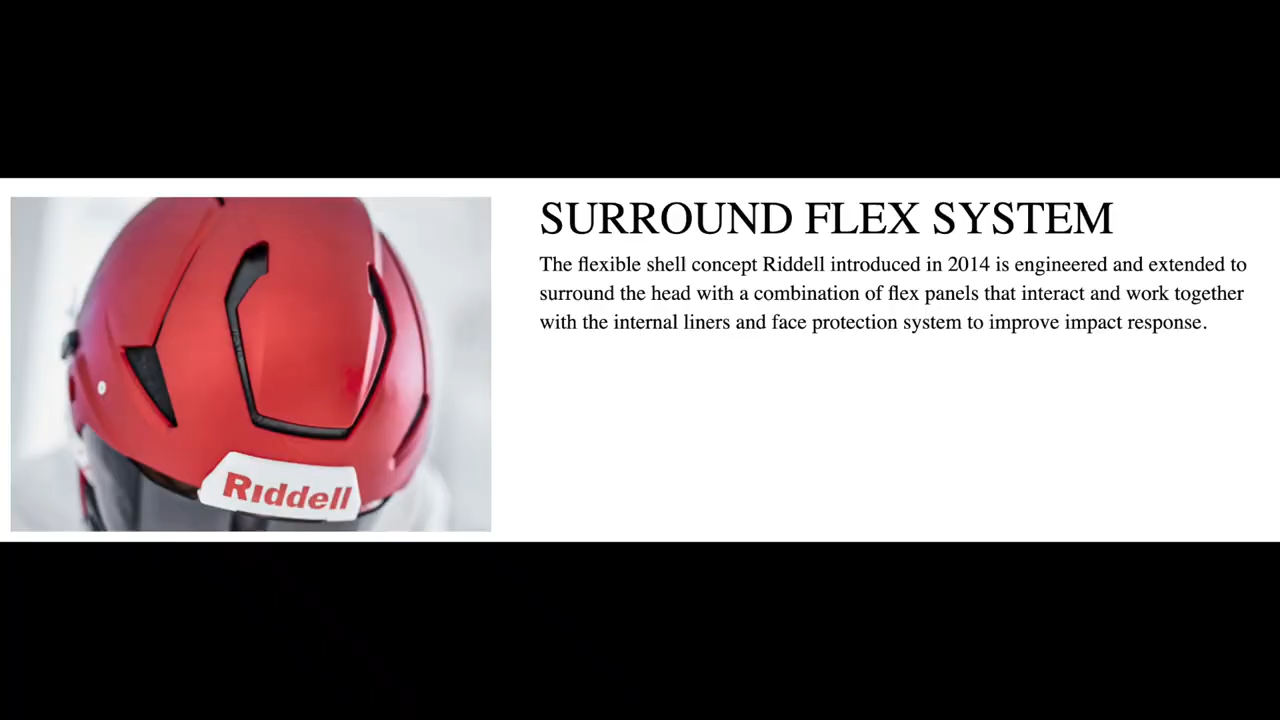 SURROUND FLEX SYSTEM
The flexible shell concept Riddell introduced in 2014 is engineered and extended to
surround the head with a combination of flex panels that interact and work together
with the internal liners and face protection system to improve impact response.
Riddell